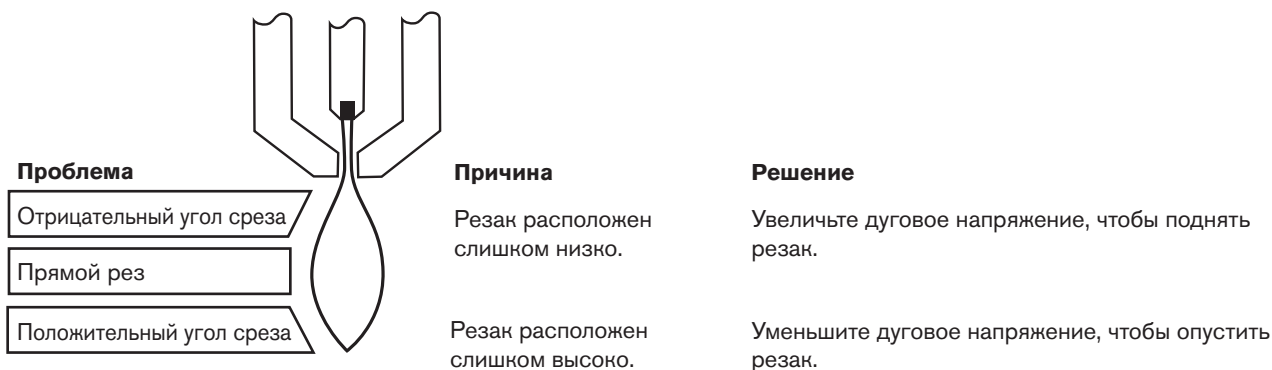 Проблема
Причина
Решение
Отрицательный угол среза
Резак расположен
слишком низко.
Увеличьте дуговое напряжение, чтобы поднять
резак.
Прямой рез
Положительный угол среза
Резак расположен
слишком высоко.
Уменьшите дуговое напряжение, чтобы опустить
резак.